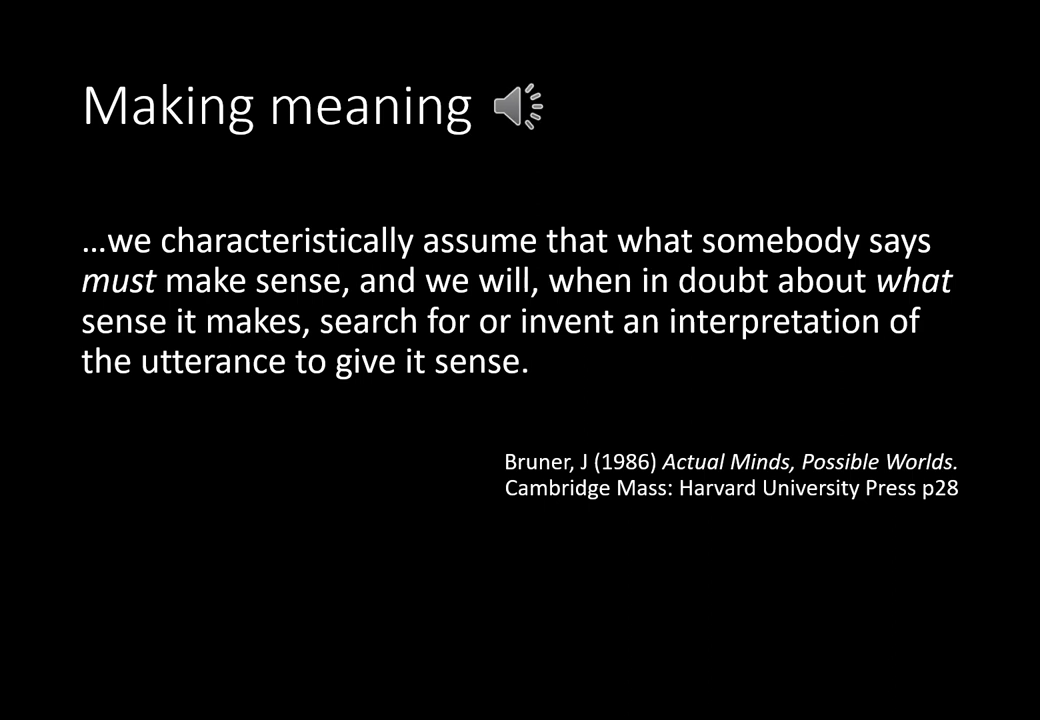 Making meaning
…we characteristically assume that what somebody says
must make sense, and we will, when in doubt about what
sense it makes, search for or invent an interpretation of
the utterance to give it sense.
Bruner, J (1986) Actual Minds, Possible Worlds.
Cambridge Mass: Harvard University Press p28